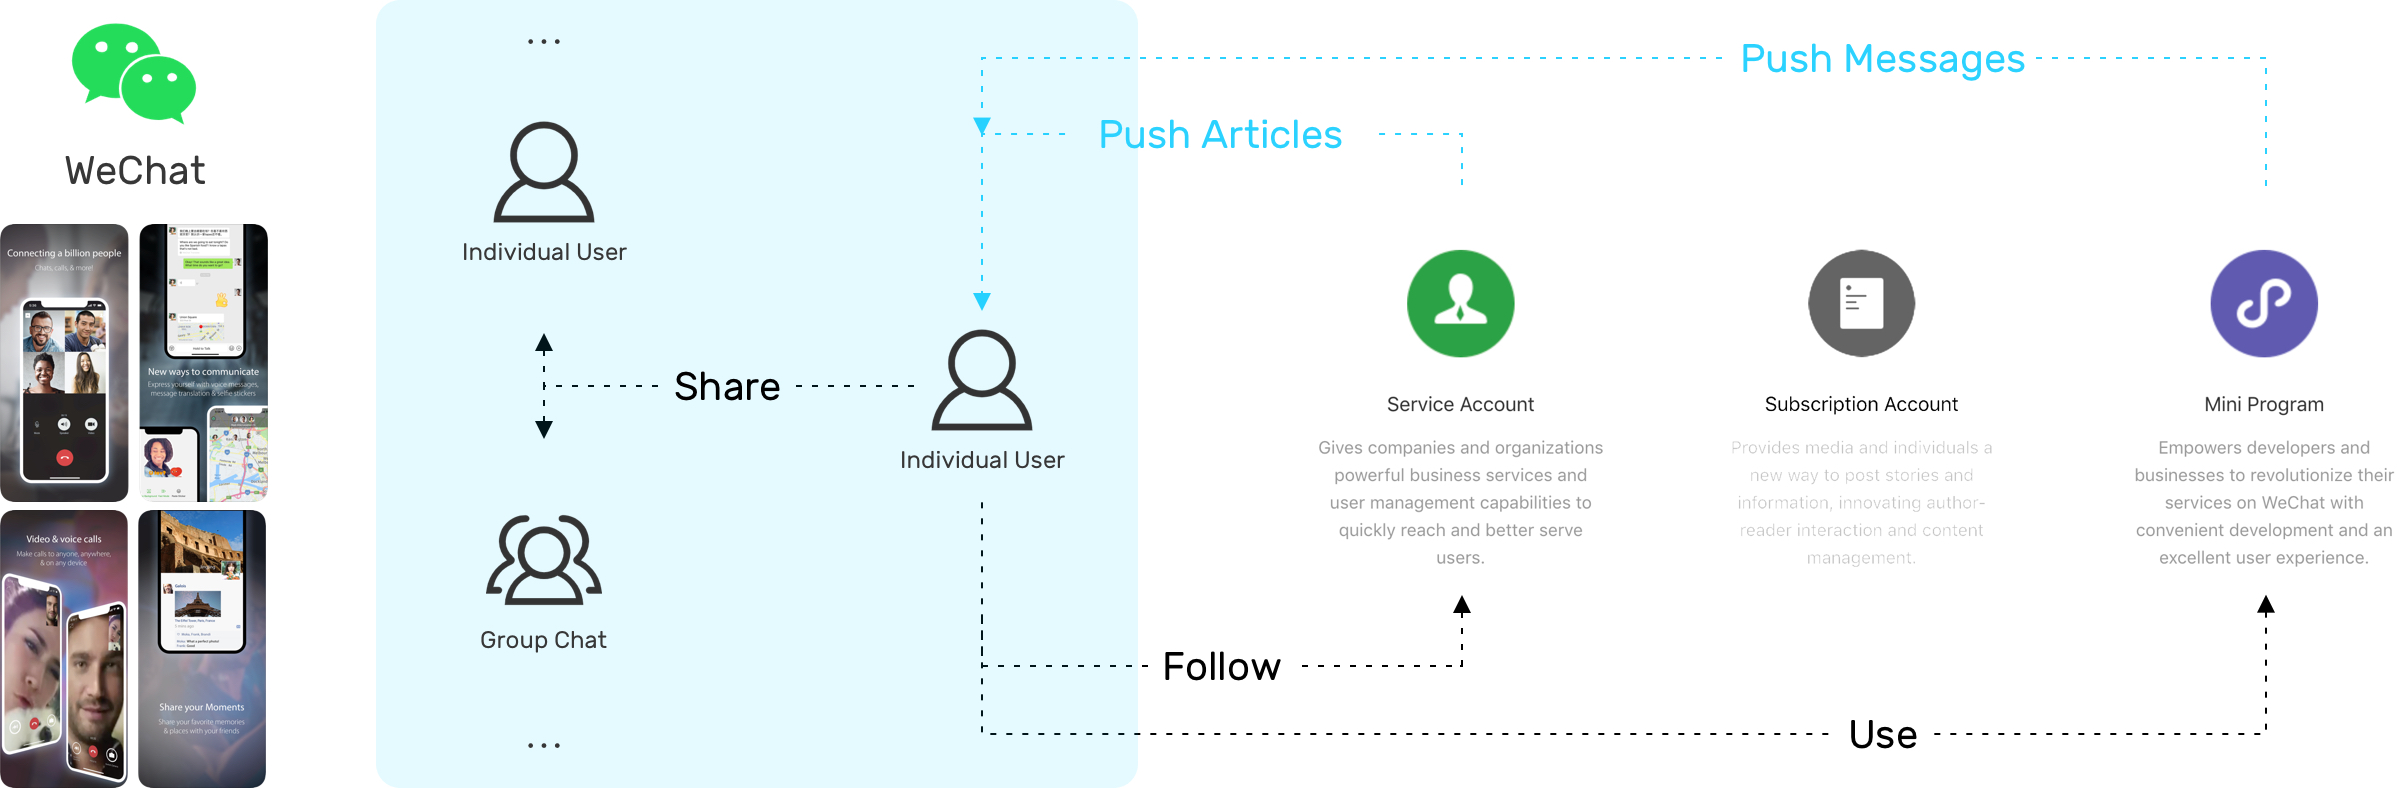 WeChat
Connecting a billion people
Chats, calls, & more!
New ways to communicate
Express yourself with voice messages,
message translation & selfie stickers
Video & voice calls
Make calls to anyone, anywhere,
& on any device
Share your Moments
Share your favorite memories
& places with your friends
...
Individual User
Share
Group Chat
...
Individual User
Push Messages
Push Articles
Service Account
Gives companies and organizations
powerful business services and
user management capabilities to
quickly reach and better serve
users.
Subscription Account
Provides media and individuals a
new way to post stories and
information, innovating author-
reader interaction and content
management.
Mini Program
Empowers developers and
businesses to revolutionize their
services on WeChat with
convenient development and an
excellent user experience.
Follow
Use